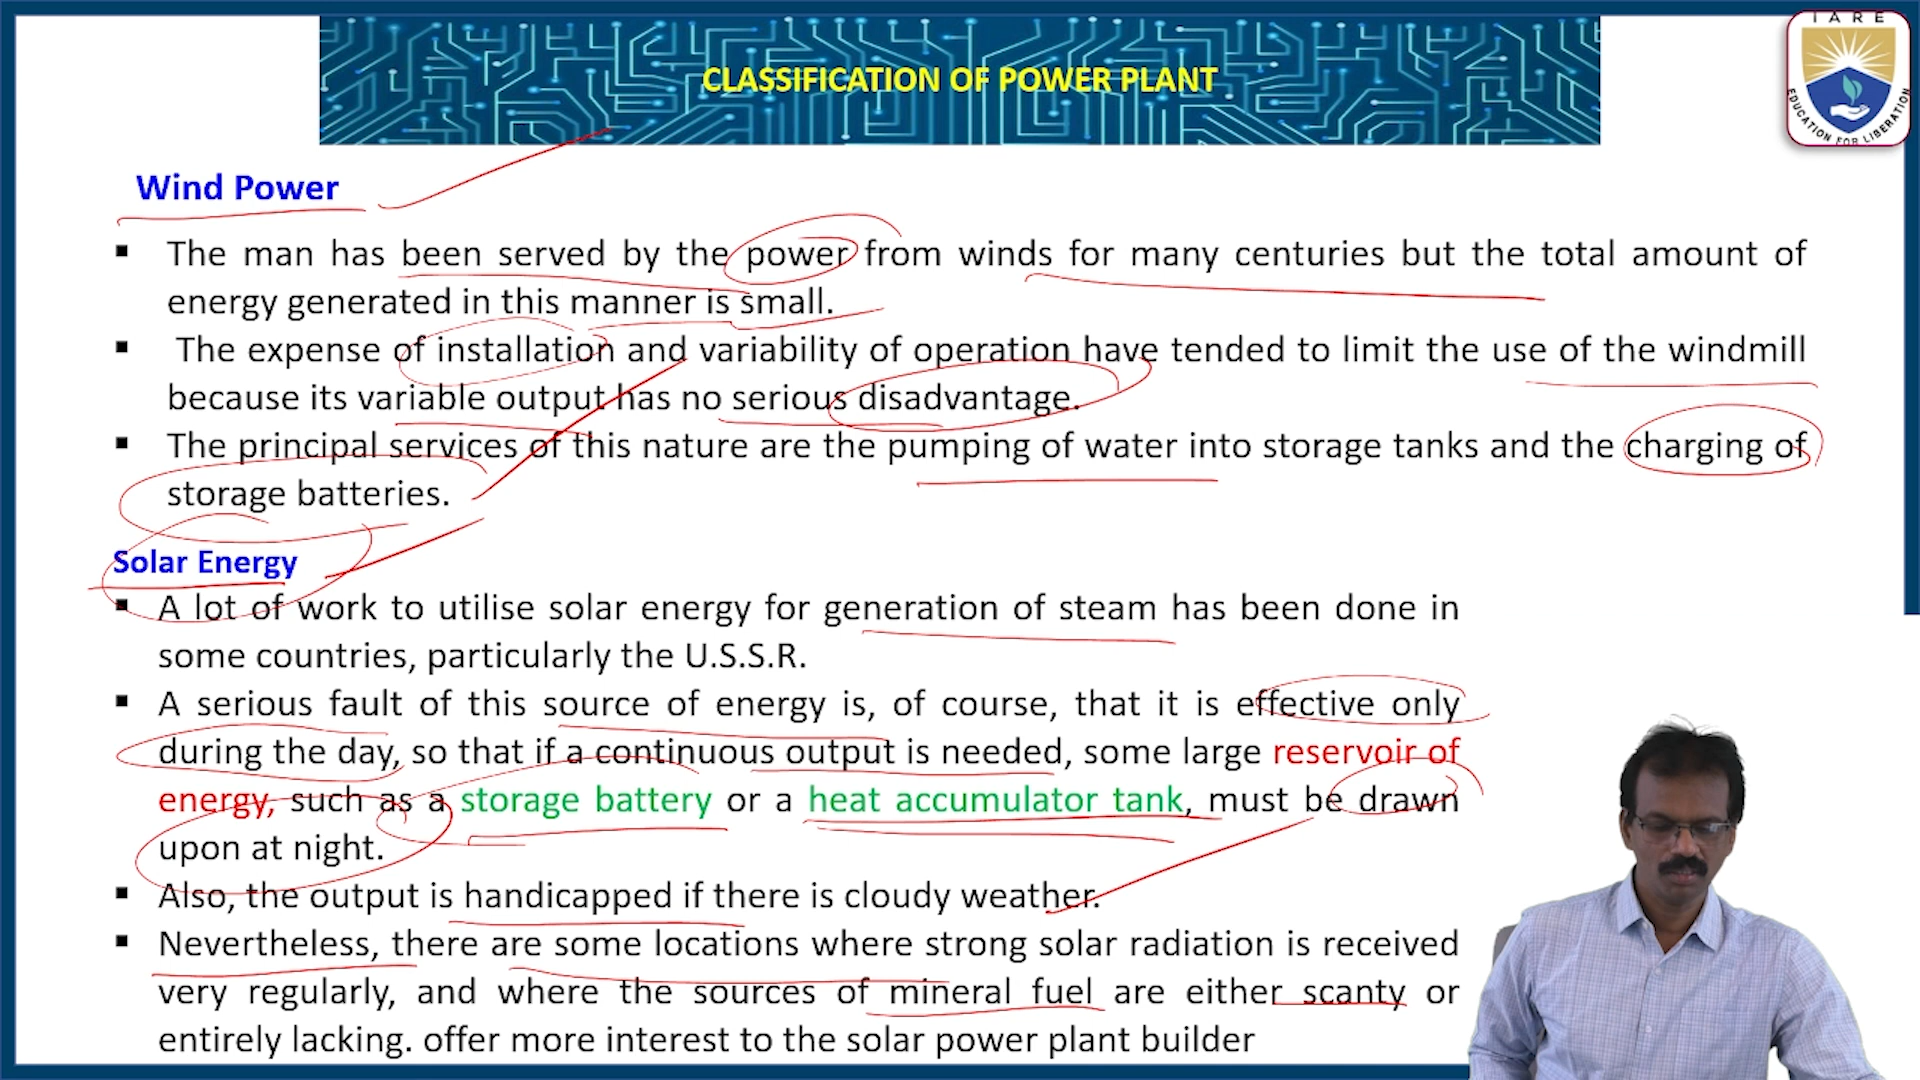 IARE
EDUCATION FOR LIBERATION
CLASSIFICATION OF POWER PLANT
Wind Power
▪ The man has been served by the power from winds for many centuries but the total amount of
energy generated in this manner is small.
▪ The expense of installation and variability of operation have tended to limit the use of the windmill
because its variable output has no serious disadvantage.
▪ The principal services of this nature are the pumping of water into storage tanks and the charging of
storage batteries.
Solar Energy
▪ A lot of work to utilise solar energy for generation of steam has been done in
some countries, particularly the U.S.S.R.
▪ A serious fault of this source of energy is, of course, that it is effective only
during the day, so that if a continuous output is needed, some large reservoir of
energy, such as a storage battery or a heat accumulator tank, must be drawn
upon at night.
▪ Also, the output is handicapped if there is cloudy weather.
▪ Nevertheless, there are some locations where strong solar radiation is received
very regularly, and where the sources of mineral fuel are either scanty or
entirely lacking. offer more interest to the solar power plant builder